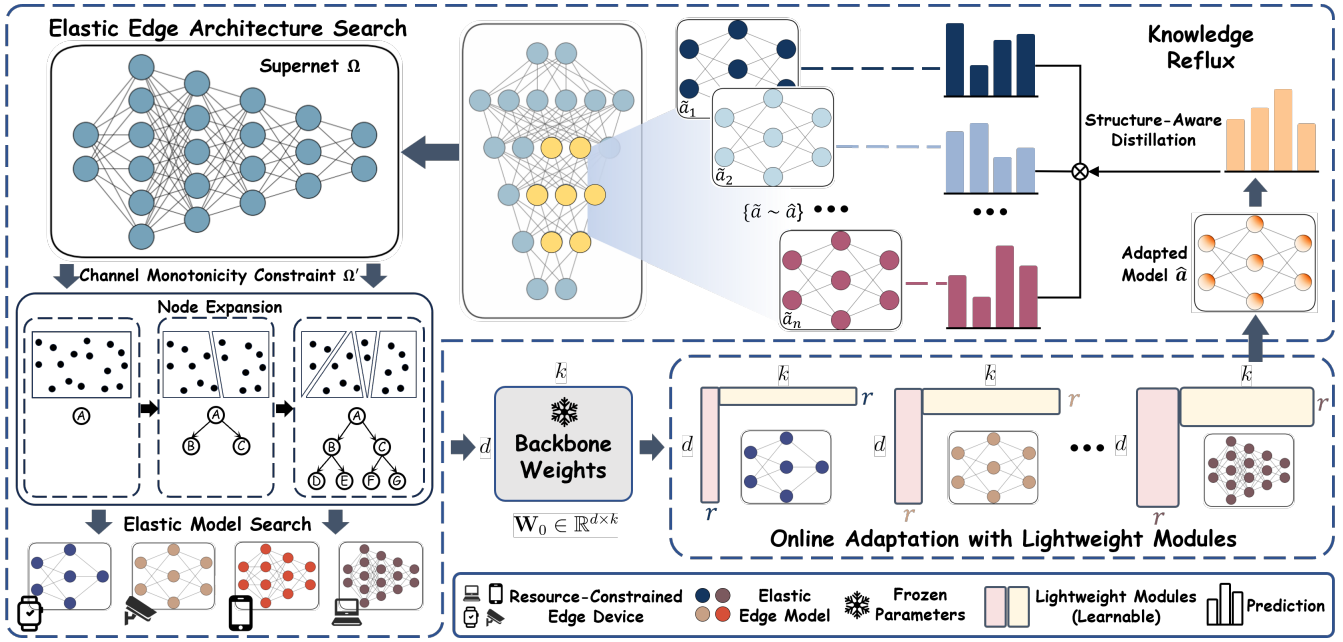 Elastic Edge Architecture Search
Supernet Ω
Channel Monotonicity Constraint Ω′
Node Expansion
A
A
B
C
A
B
C
D
E
F
G
Elastic Model Search
ã₁
ã₂
{ã ~ â}
ãₙ
Knowledge
Reflux
Structure-Aware
Distillation
Adapted
Model â
k
d
Backbone
Weights
W₀ ∈ ℝ^{d×k}
k
r
d
r
k
r
d
r
k
r
d
r
Online Adaptation with Lightweight Modules
Resource-Constrained
Edge Device
Elastic
Edge Model
Frozen
Parameters
Lightweight Modules
(Learnable)
Prediction